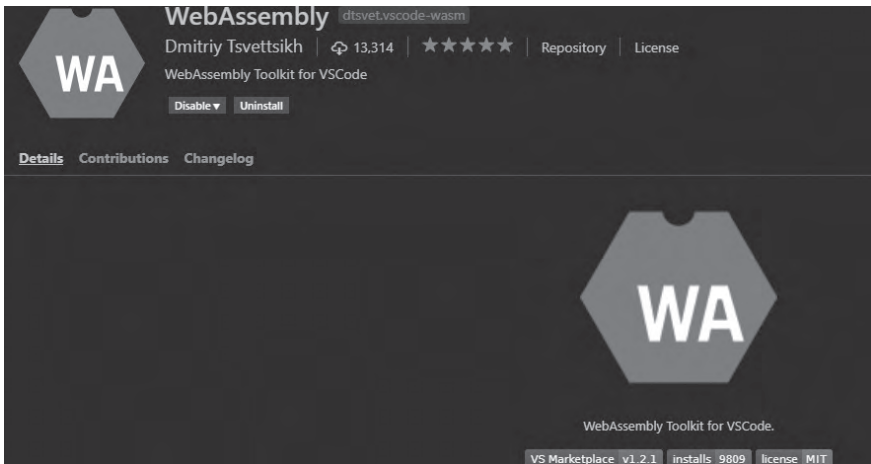 WebAssembly dtsvet.vscode-wasm
WA
Dmitriy Tsvettsikh 13,314 Repository License
WebAssembly Toolkit for VSCode
Disable Uninstall
Details Contributions Changelog
WA
WebAssembly Toolkit for VSCode.
VS Marketplace v1.2.1 installs 9809 license MIT